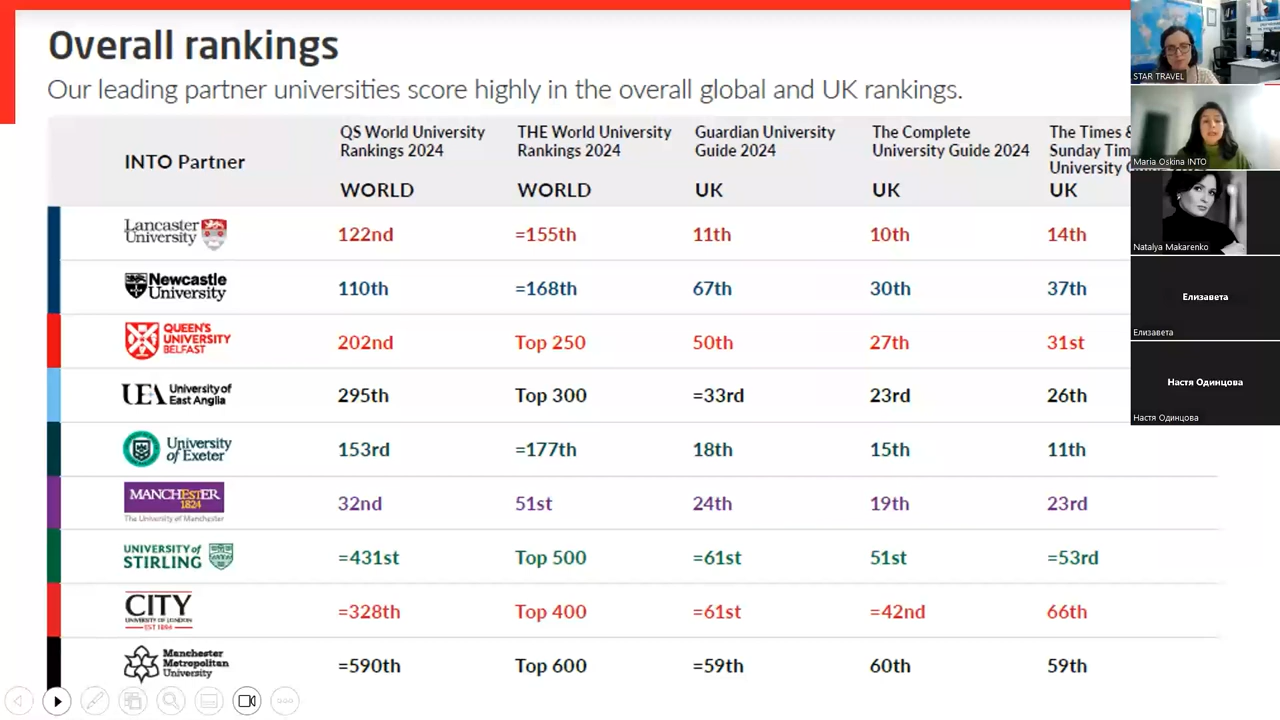 Overall rankings
Our leading partner universities score highly in the overall global and UK rankings.
INTO Partner
QS World University
Rankings 2024
WORLD
THE World University
Rankings 2024
WORLD
Guardian University
Guide 2024
UK
The Complete
University Guide 2024
UK
The Times &
Sunday Tim
University
UK
Lancaster
University
122nd
=155th
11th
10th
14th
Newcastle
University
110th
=168th
67th
30th
37th
QUEEN'S
UNIVERSITY
BELFAST
202nd
Top 250
50th
27th
31st
UEA University of
East Anglia
295th
Top 300
=33rd
23rd
26th
University
of Exeter
153rd
=177th
18th
15th
11th
MANCHESTER
1824
The University of Manchester
32nd
51st
24th
19th
23rd
UNIVERSITY of
STIRLING
=431st
Top 500
=61st
51st
=53rd
CITY
UNIVERSITY OF LONDON
EST 1894
=328th
Top 400
=61st
=42nd
66th
Manchester
Metropolitan
University
=590th
Top 600
=59th
60th
59th
STAR TRAVEL
Maria Oskina INTO
Natalya Makarenko
Елизавета
Елизавета
Настя Одинцова
Настя Одинцова